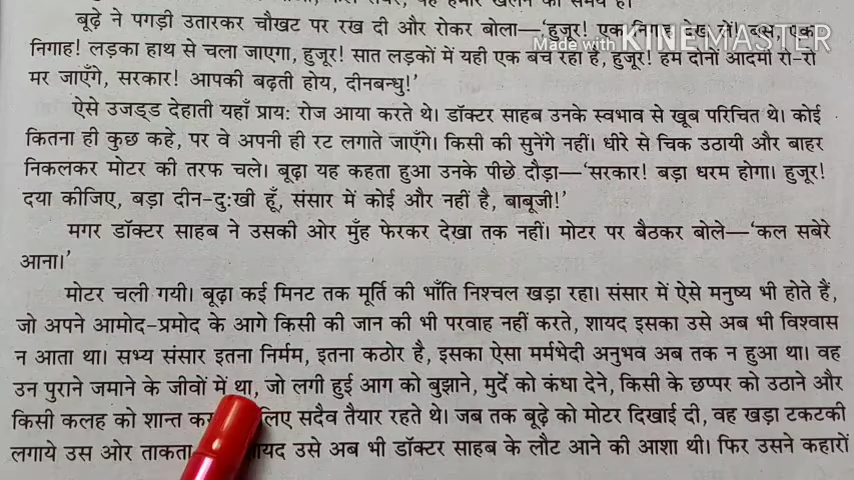 बूढ़े ने पगड़ी उतारकर चौखट पर रख दी और रोकर बोला—‘हुजूर! एक निगाह देख लें! बस, एक
Made with KINEMASTER
निगाह! लड़का हाथ से चला जाएगा, हुजूर! सात लड़कों में यही एक बच रहा है, हुजूर! हम दोनों आदमी रो-रो
मर जाएँगे, सरकार! आपकी बढ़ती होय, दीनबन्धु!’
ऐसे उजड्ड देहाती यहाँ प्राय: रोज आया करते थे। डॉक्टर साहब उनके स्वभाव से खूब परिचित थे। कोई
कितना ही कुछ कहे, पर वे अपनी ही रट लगाते जाएँगे। किसी की सुनेंगे नहीं। धीरे से चिक उठायी और बाहर
निकलकर मोटर की तरफ चले। बूढ़ा यह कहता हुआ उनके पीछे दौड़ा—‘सरकार! बड़ा धरम होगा। हुजूर!
दया कीजिए, बड़ा दीन-दु:खी हूँ, संसार में कोई और नहीं है, बाबूजी!’
मगर डॉक्टर साहब ने उसकी ओर मुँह फेरकर देखा तक नहीं। मोटर पर बैठकर बोले—‘कल सबेरे
आना।’
मोटर चली गयी। बूढ़ा कई मिनट तक मूर्ति की भाँति निश्चल खड़ा रहा। संसार में ऐसे मनुष्य भी होते हैं,
जो अपने आमोद-प्रमोद के आगे किसी की जान की भी परवाह नहीं करते, शायद इसका उसे अब भी विश्वास
न आता था। सभ्य संसार इतना निर्मम, इतना कठोर है, इसका ऐसा मर्मभेदी अनुभव अब तक न हुआ था। वह
उन पुराने जमाने के जीवों में था, जो लगी हुई आग को बुझाने, मुर्दे को कंधा देने, किसी के छप्पर को उठाने और
किसी कलह को शान्त लिए सदैव तैयार रहते थे। जब तक बूढ़े को मोटर दिखाई दी, वह खड़ा टकटकी
लगाये उस ओर ताकता उसे अब भी डॉक्टर साहब के लौट आने की आशा थी। फिर उसने कहारों